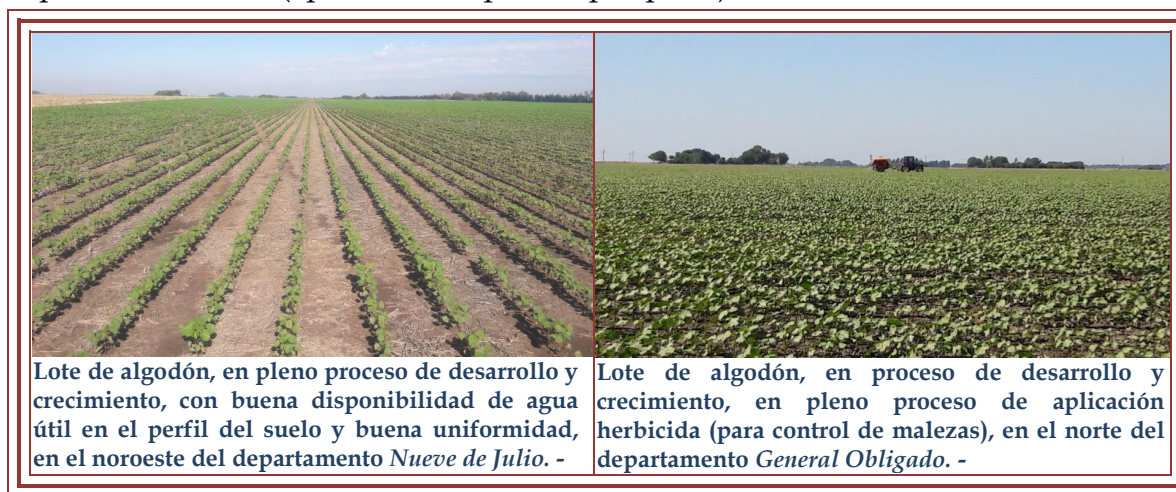 Lote de algodón, en pleno proceso de desarrollo y
crecimiento, con buena disponibilidad de agua
útil en el perfil del suelo y buena uniformidad,
en el noroeste del departamento Nueve de Julio. -
Lote de algodón, en proceso de desarrollo y
crecimiento, en pleno proceso de aplicación
herbicida (para control de malezas), en el norte del
departamento General Obligado. -